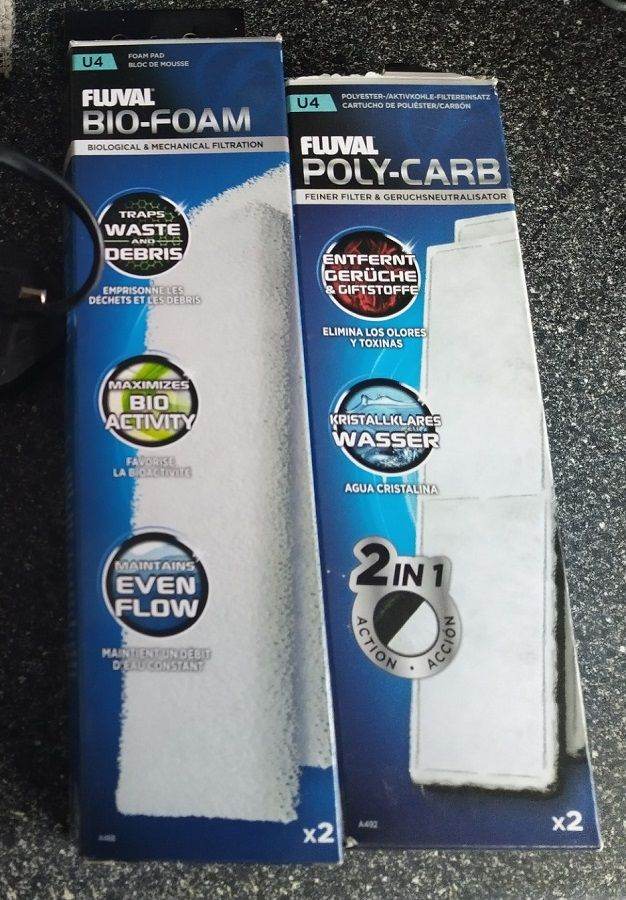 U4
FOAM PAD
BLOC DE MOUSSE
FLUVAL
BIO-FOAM
BIOLOGICAL & MECHANICAL FILTRATION
TRAPS
WASTE
AND
DEBRIS
EMPRISONNE LES
DÉCHETS ET LES DÉBRIS
MAXIMIZES
BIO
ACTIVITY
FAVORISE
LA BIOACTIVITÉ
MAINTAINS
EVEN
FLOW
MAINTIENT UN DÉBIT
D'EAU CONSTANT
x2
U4
POLYESTER-/AKTIVKOHLE-FILTEREINSATZ
CARTUCHO DE POLIÉSTER/CARBÓN
FLUVAL
POLY-CARB
FEINER FILTER & GERUCHSNEUTRALISATOR
ENTFERNT
GERÜCHE
& GIFTSTOFFE
ELIMINA LOS OLORES
Y TOXINAS
KRISTALLKLARES
WASSER
AGUA CRISTALINA
2 IN 1
ACTION • ACCIÓN
A492
x2